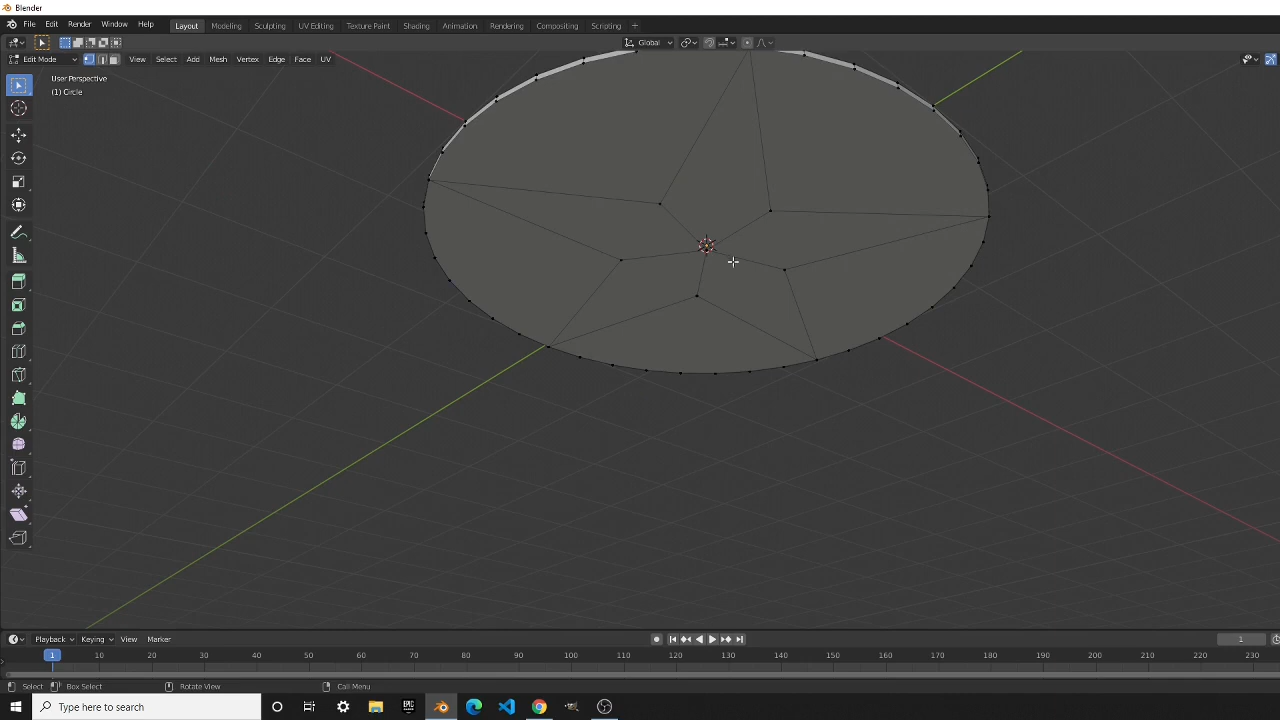 Blender
File Edit Render Window Help Layout Modeling Sculpting UV Editing Texture Paint Shading Animation Rendering Compositing Scripting +
Global
Edit Mode View Select Add Mesh Vertex Edge Face UV
User Perspective
(1) Circle
Playback Keying View Marker 1
1 10 20 30 40 50 60 70 80 90 100 110 120 130 140 150 160 170 180 190 200 210 220 230
Select Box Select Rotate View Call Menu
Type here to search